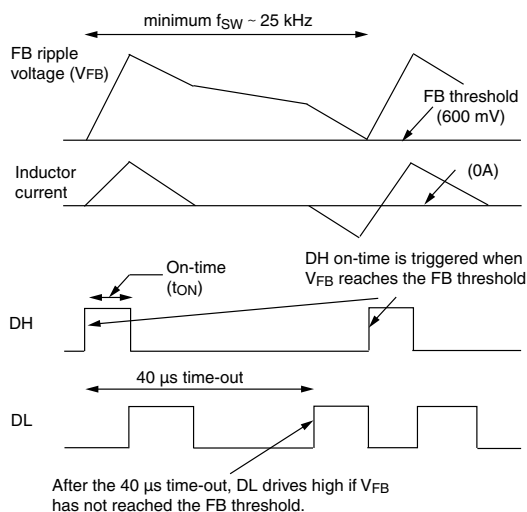 minimum fSW ~ 25 kHz
FB ripple
voltage (VFB)
FB threshold
(600 mV)
Inductor
current
(0A)
DH on-time is triggered when
VFB reaches the FB threshold
On-time
(tON)
DH
40 µs time-out
DL
After the 40 µs time-out, DL drives high if VFB
has not reached the FB threshold.